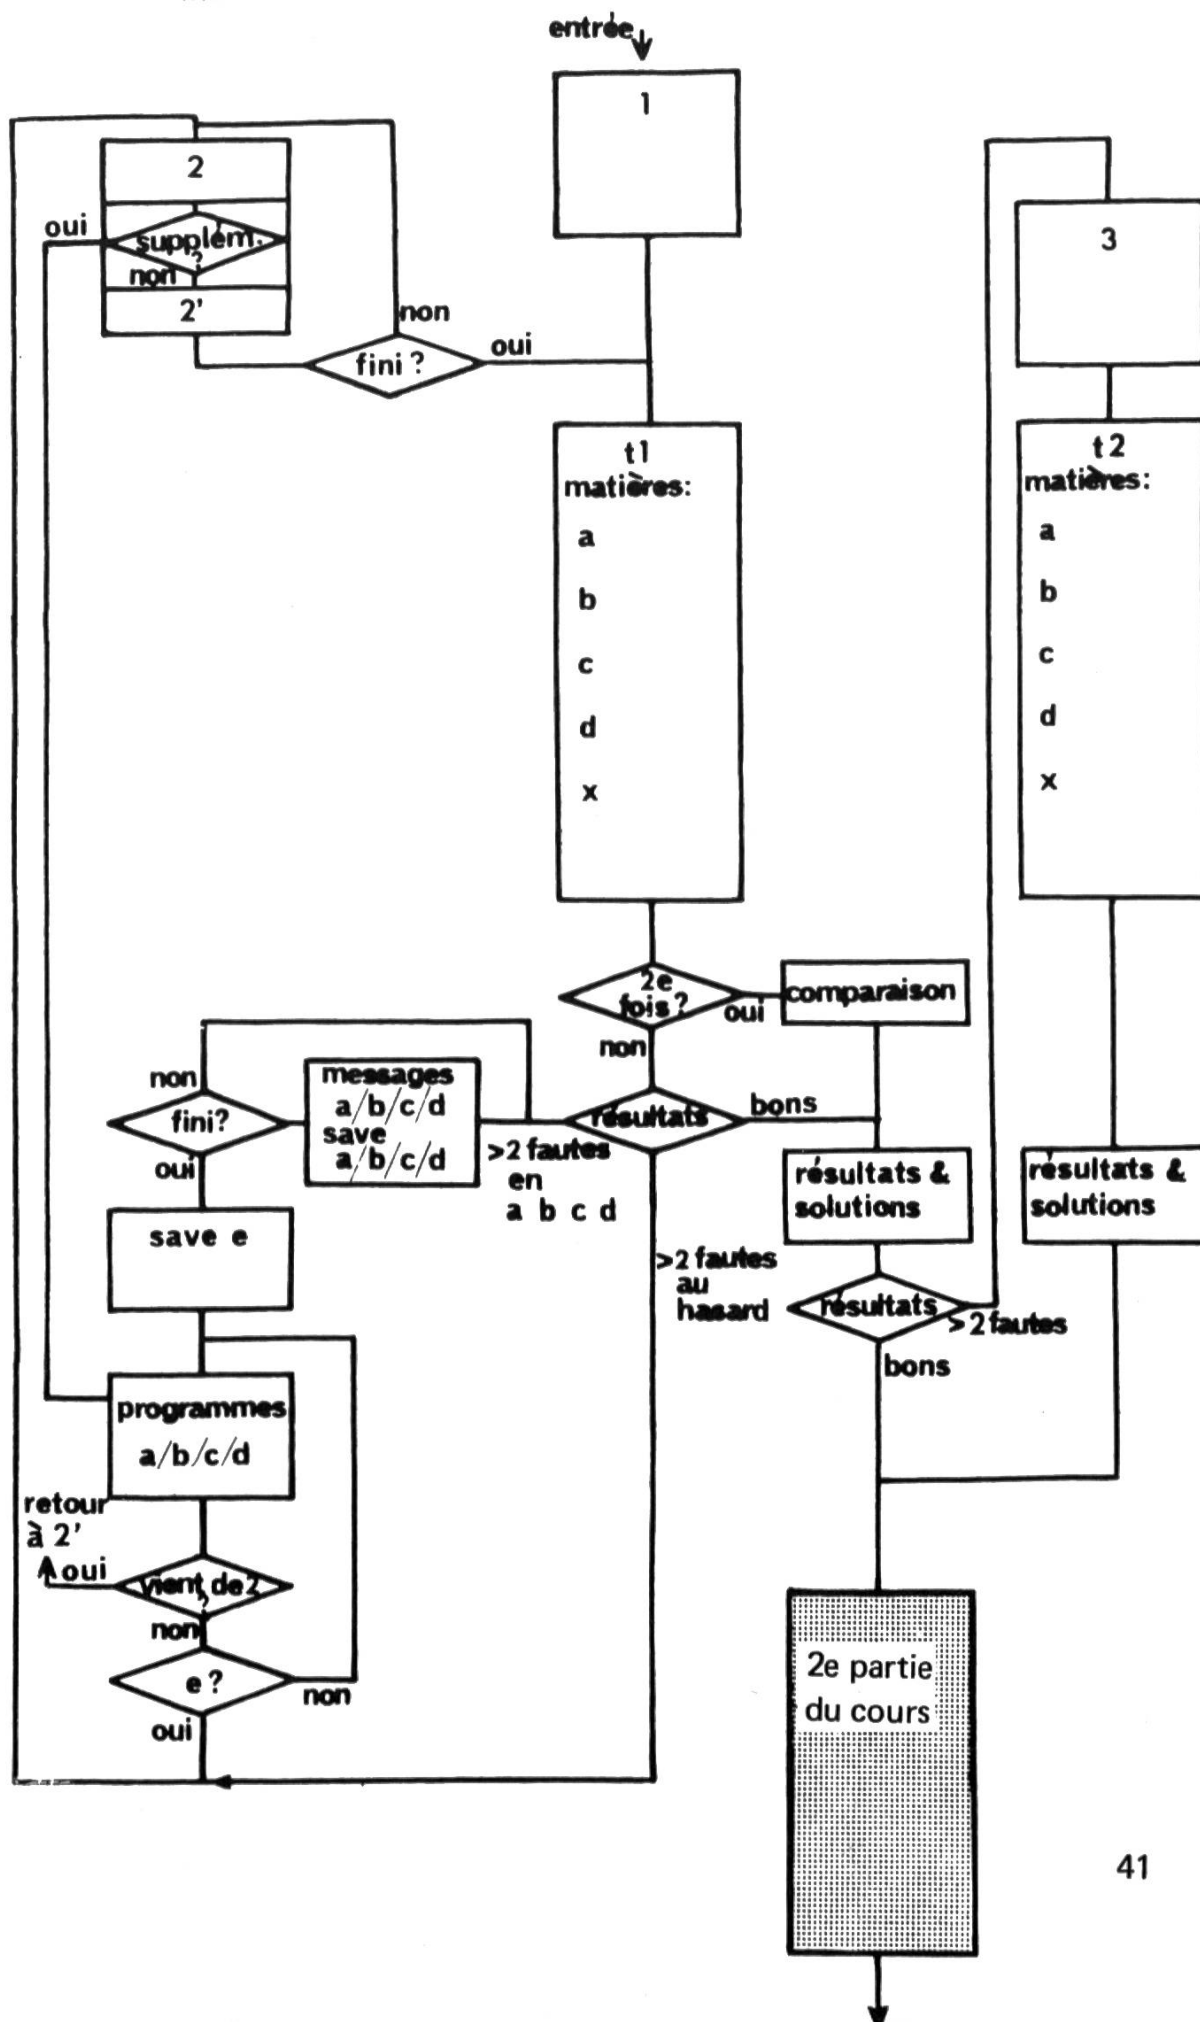 entrée
1
2
oui
supplém.
?
non
2'
non
fini ?
oui
3
t1
matières:
a
b
c
d
x
t2
matières:
a
b
c
d
x
2e
fois ?
oui
non
comparaison
non
fini?
oui
messages
a/b/c/d
save
a/b/c/d
>2 fautes
en
a b c d
résultats
bons
>2 fautes
au
hasard
résultats &
solutions
résultats &
solutions
résultats
>2 fautes
bons
save e
programmes
a/b/c/d
retour
à 2'
oui
vient de 2
?
non
e ?
non
oui
2e partie
du cours
41